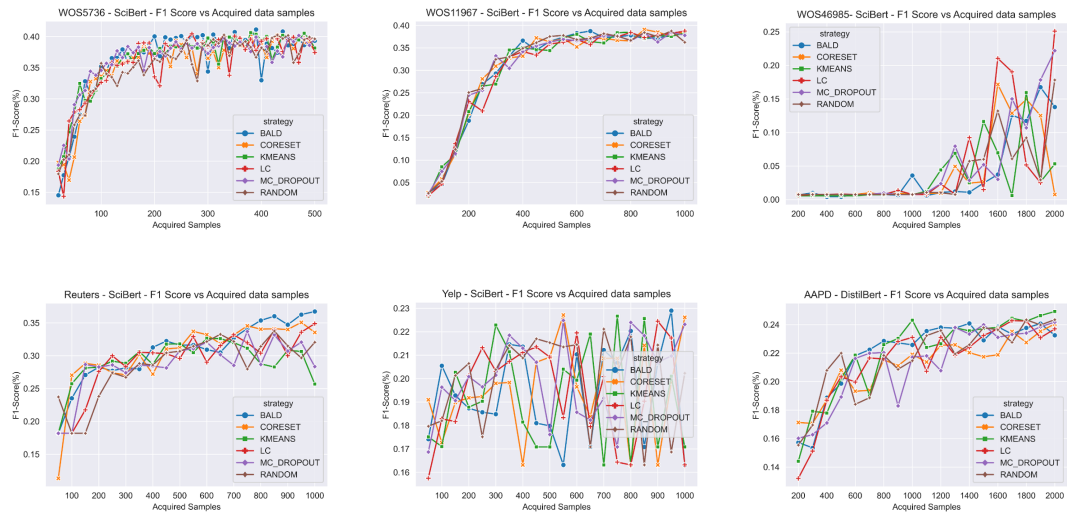 WOS5736 - SciBert - F1 Score vs Acquired data samples
F1-Score(%)
0.40
0.35
0.30
0.25
0.20
0.15
100
200
300
400
500
Acquired Samples
strategy
BALD
CORESET
KMEANS
LC
MC_DROPOUT
RANDOM
WOS11967 - SciBert - F1 Score vs Acquired data samples
F1-Score(%)
0.40
0.35
0.30
0.25
0.20
0.15
0.10
0.05
200
400
600
800
1000
Acquired Samples
strategy
BALD
CORESET
KMEANS
LC
MC_DROPOUT
RANDOM
WOS46985- SciBert - F1 Score vs Acquired data samples
F1-Score(%)
0.25
0.20
0.15
0.10
0.05
0.00
200
400
600
800
1000
1200
1400
1600
1800
2000
Acquired Samples
strategy
BALD
CORESET
KMEANS
LC
MC_DROPOUT
RANDOM
Reuters - SciBert - F1 Score vs Acquired data samples
F1-Score(%)
0.35
0.30
0.25
0.20
0.15
100
200
300
400
500
600
700
800
900
1000
Acquired Samples
strategy
BALD
CORESET
KMEANS
LC
MC_DROPOUT
RANDOM
Yelp - SciBert - F1 Score vs Acquired data samples
F1-Score(%)
0.23
0.22
0.21
0.20
0.19
0.18
0.17
0.16
100
200
300
400
500
600
700
800
900
1000
Acquired Samples
strategy
BALD
CORESET
KMEANS
LC
MC_DROPOUT
RANDOM
AAPD - DistilBert - F1 Score vs Acquired data samples
F1-Score(%)
0.24
0.22
0.20
0.18
0.16
0.14
200
400
600
800
1000
1200
1400
1600
1800
2000
Acquired Samples
strategy
BALD
CORESET
KMEANS
LC
MC_DROPOUT
RANDOM